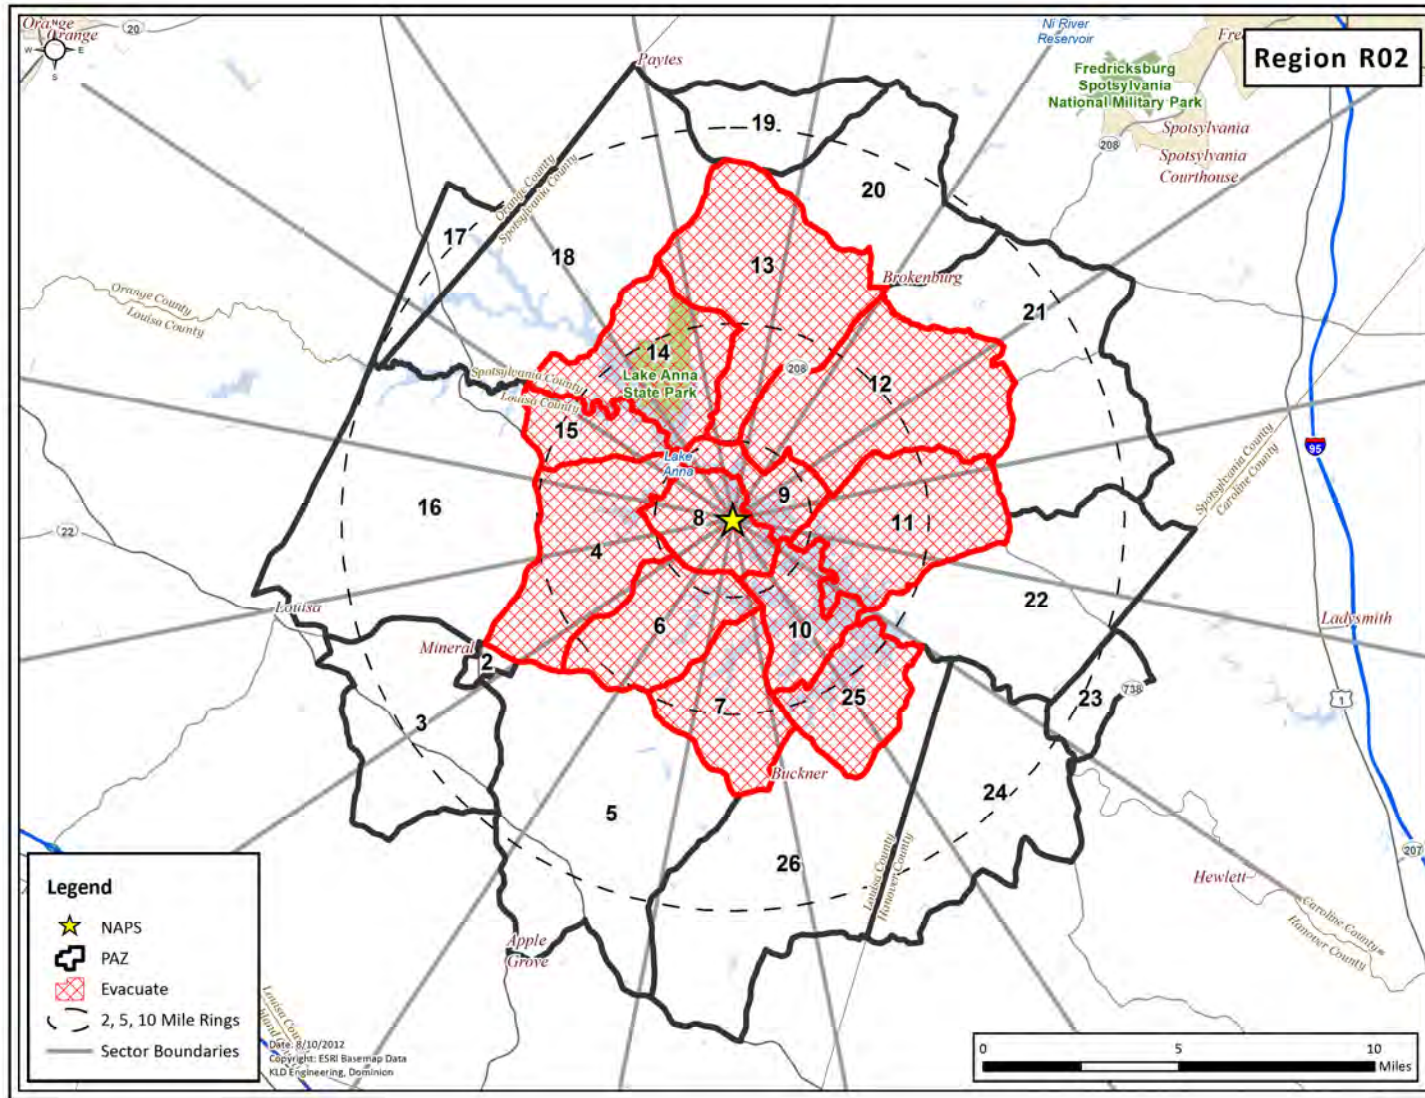 Orange
Orange
20
N
W
E
S
Paytes
Ni River
Reservoir
Region R02
Fredricksburg
Spotsylvania
National Military Park
Spotsylvania
208
Spotsylvania
Courthouse
19
20
17
Orange County
Spotsylvania County
18
13
Brokenburg
21
Orange County
Louisa County
14
Lake Anna
State Park
208
12
Spotsylvania County
Louisa County
15
Lake
Anna
95
Spotsylvania County
Caroline County
16
9
8
11
22
4
Louisa
22
Ladysmith
6
10
Mineral
2
23
738
1
3
7
25
Buckner
5
24
26
Louisa County
Hanover County
207
Hewlett
Caroline County
Hanover County
Apple
Grove
Legend
NAPS
PAZ
Evacuate
2, 5, 10 Mile Rings
Sector Boundaries
Date: 8/10/2012
Copyright: ESRI Basemap Data
KLD Engineering, Dominion
0
5
10
Miles